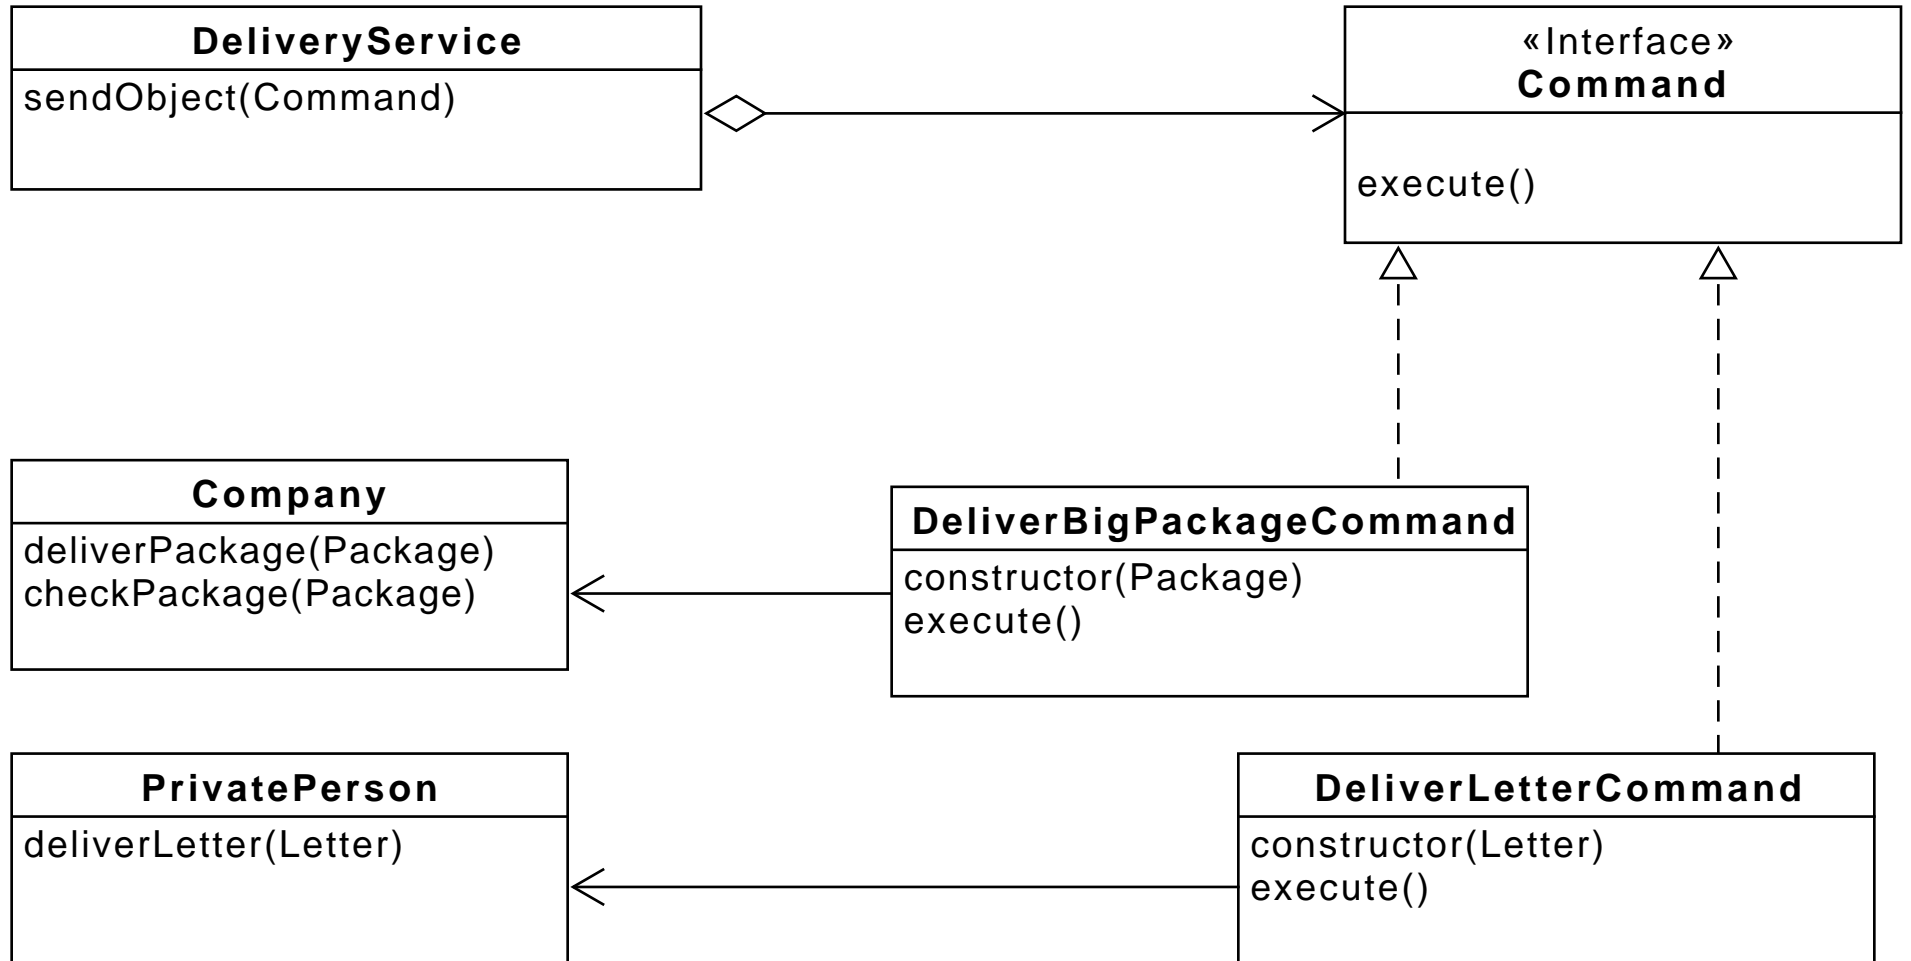 DeliveryService
sendObject(Command)
«Interface»
Command
execute()
Company
deliverPackage(Package)
checkPackage(Package)
DeliverBigPackageCommand
constructor(Package)
execute()
PrivatePerson
deliverLetter(Letter)
DeliverLetterCommand
constructor(Letter)
execute()